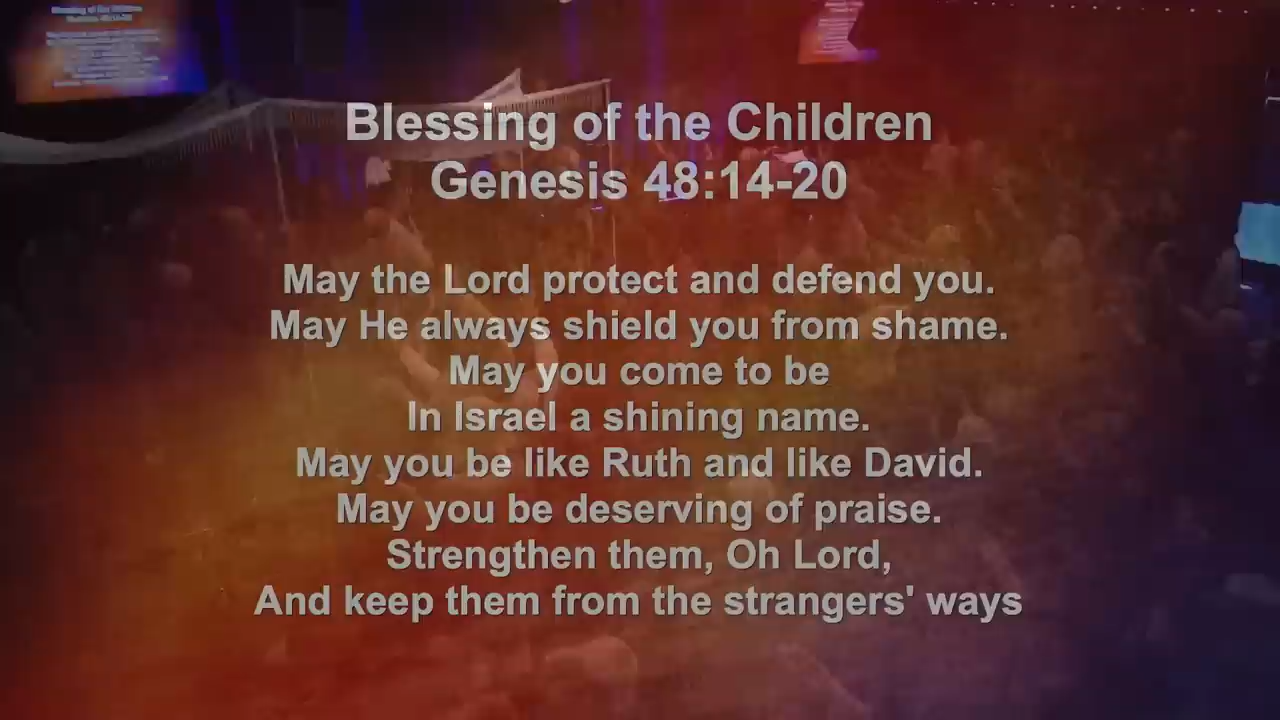 Blessing of the Children
Genesis 48:14-20
May the Lord protect and defend you.
May He always shield you from shame.
May you come to be
In Israel a shining name.
May you be like Ruth and like David.
May you be deserving of praise.
Strengthen them, Oh Lord,
And keep them from the strangers' ways